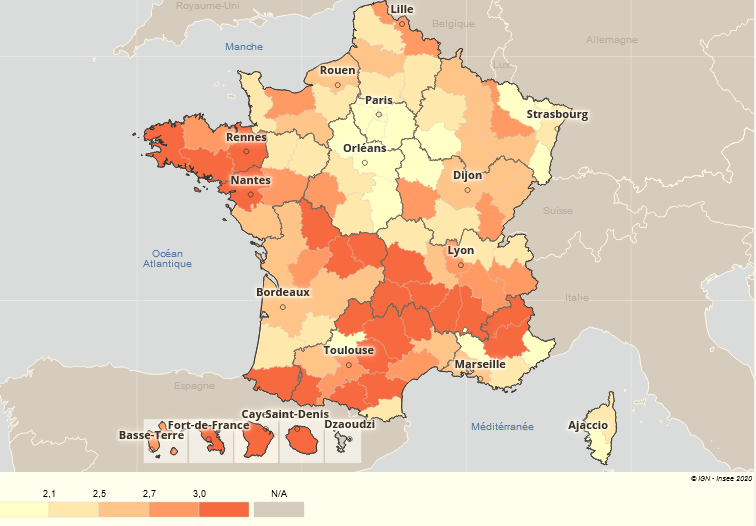 Royaume-Uni
Lille
Belgique
Manche
Allemagne
Lux.
Rouen
Paris
Strasbourg
Rennes
Orléans
Nantes
Dijon
Suisse
Océan
Atlantique
Lyon
Bordeaux
Italie
Toulouse
Marseille
Espagne
Fort-de-France
Saint-Denis
Dzaoudzi
Basse-Terre
Méditérranée
Ajaccio
© IGN - Insee 2020
2,1 2,5 2,7 3,0 N/A